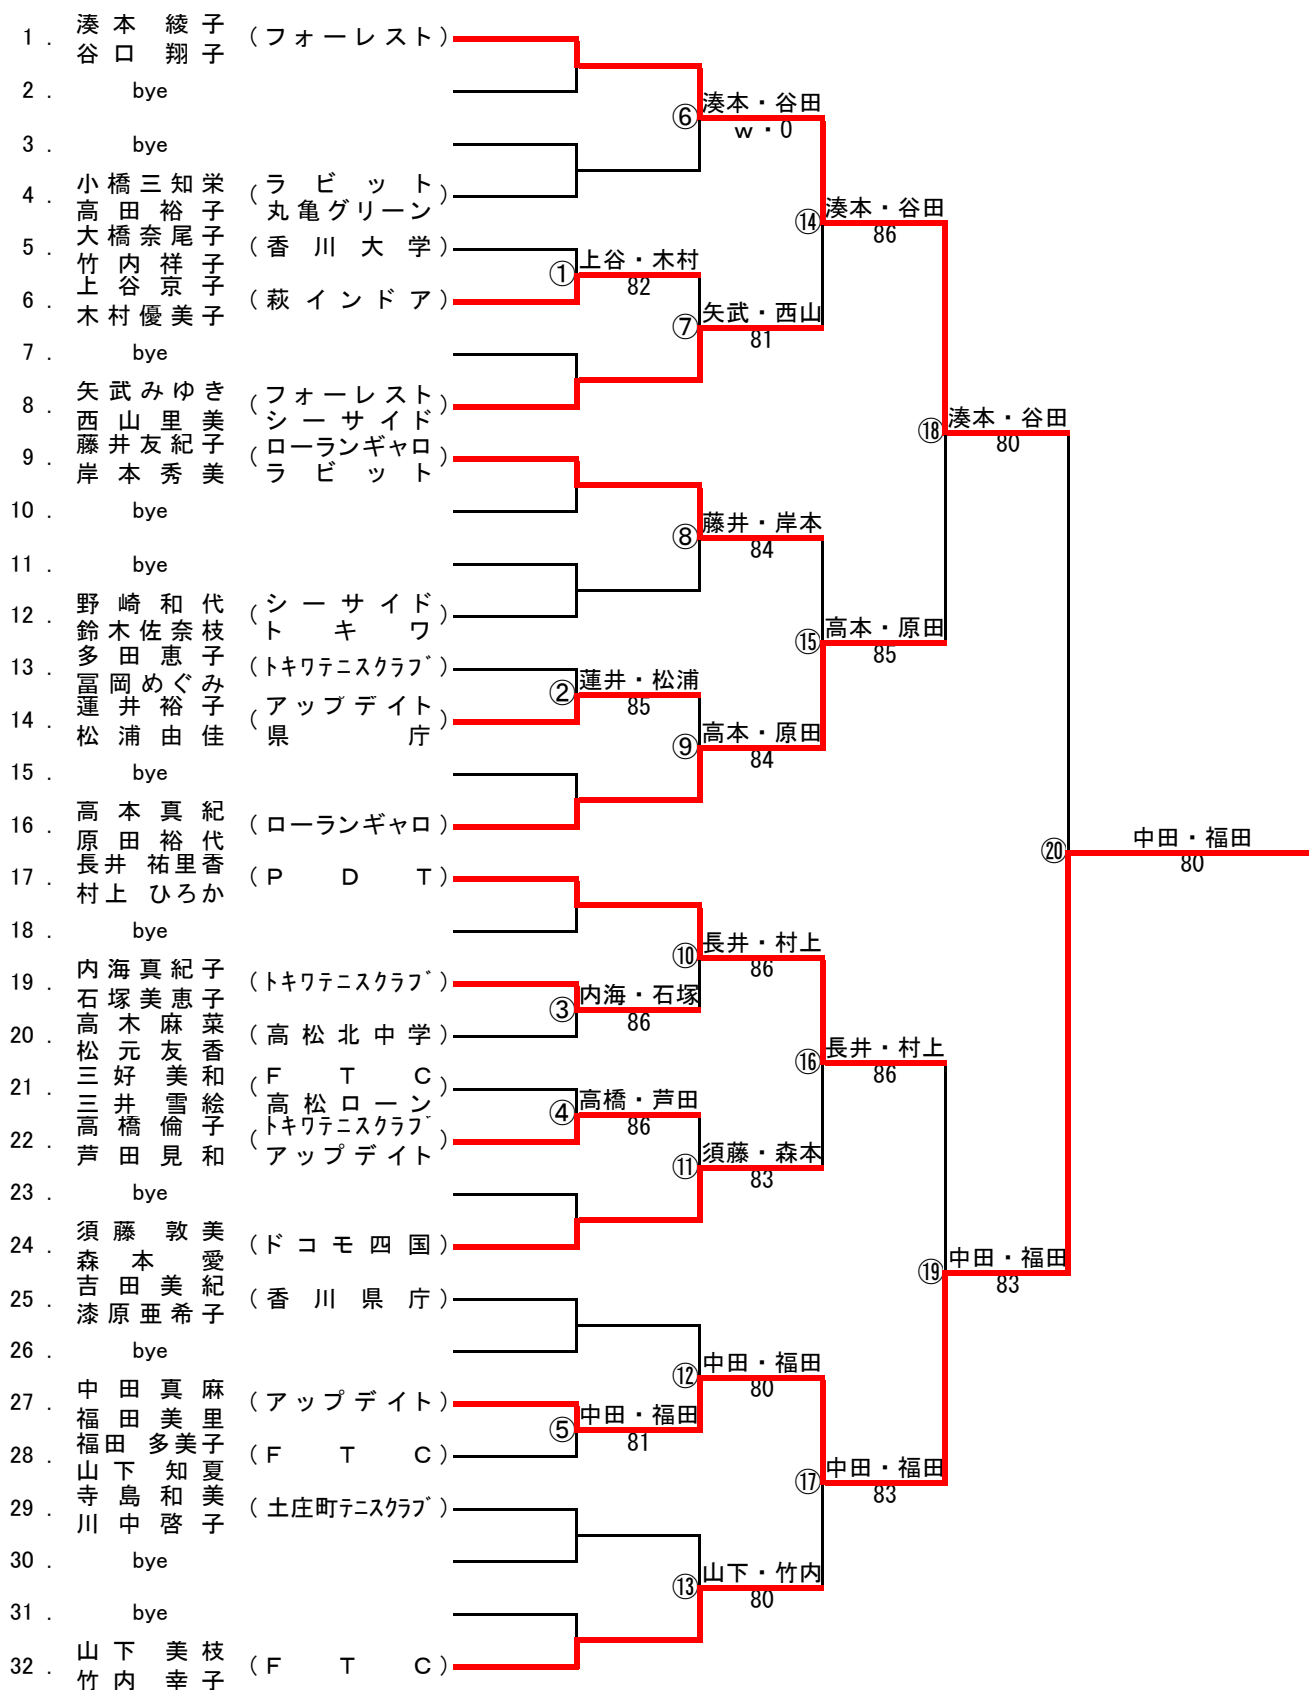 1. 湊本 綾子 谷口 翔子 (フォーレスト)
2. bye
3. bye
4. 小橋三知栄 高田裕子 (ラビット 丸亀グリーン)
5. 大橋奈尾子 竹内祥子 (香川大学)
6. 上谷京子 木村優美子 (萩インドア)
7. bye
8. 矢武みゆき 西山里美 (フォーレスト シーサイド)
9. 藤井友紀子 岸本秀美 (ローランギャロ ラビット)
10. bye
11. bye
12. 野崎和代 鈴木佐奈枝 (シーサイド トキワ)
13. 多田恵子 冨岡めぐみ (トキワテニスクラブ)
14. 蓮井裕子 松浦由佳 (アップデイト 県庁)
15. bye
16. 高本真紀 原田裕代 (ローランギャロ)
17. 長井 祐里香 村上 ひろか (PDT)
18. bye
19. 内海真紀子 石塚美恵子 (トキワテニスクラブ)
20. 高木麻菜 松元友香 (高松北中学)
21. 三好美和 三井雪絵 (FTC 高松ローン)
22. 高橋倫子 芦田見和 (トキワテニスクラブ アップデイト)
23. bye
24. 須藤敦美 森本愛 (ドコモ四国)
25. 吉田美紀 漆原亜希子 (香川県庁)
26. bye
27. 中田真麻 福田美里 (アップデイト)
28. 福田 多美子 山下 知夏 (FTC)
29. 寺島和美 川中啓子 (土庄町テニスクラブ)
30. bye
31. bye
32. 山下 美枝 竹内 幸子 (FTC)
① 上谷・木村
82
② 蓮井・松浦
85
③ 内海・石塚
86
④ 高橋・芦田
86
⑤ 中田・福田
81
⑥ 湊本・谷田
w・0
⑦ 矢武・西山
81
⑧ 藤井・岸本
84
⑨ 高本・原田
84
⑩ 長井・村上
86
⑪ 須藤・森本
83
⑫ 中田・福田
80
⑬ 山下・竹内
80
⑭ 湊本・谷田
86
⑮ 高本・原田
85
⑯ 長井・村上
86
⑰ 中田・福田
83
⑱ 湊本・谷田
80
⑲ 中田・福田
83
⑳ 中田・福田
80